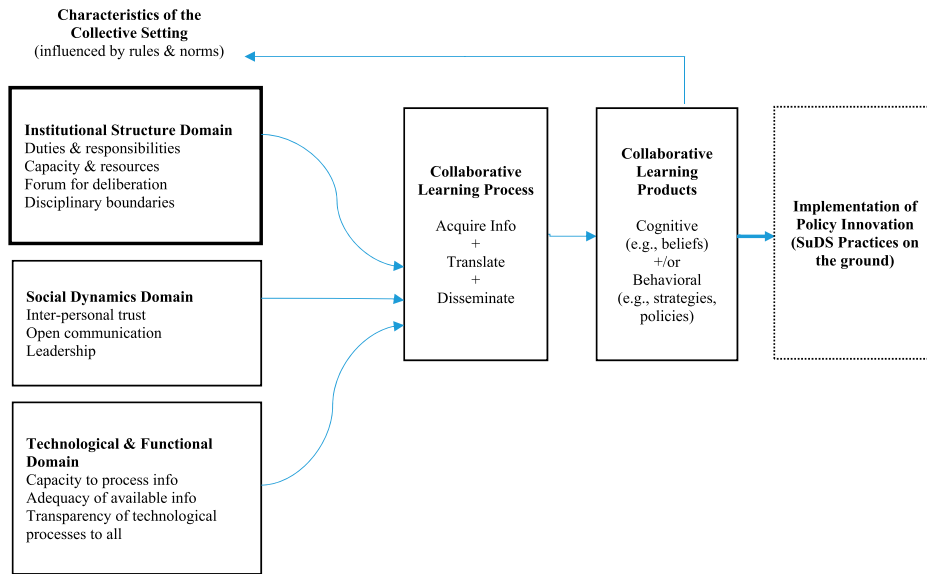 Characteristics of the
Collective Setting
(influenced by rules & norms)
Institutional Structure Domain
Duties & responsibilities
Capacity & resources
Forum for deliberation
Disciplinary boundaries
Social Dynamics Domain
Inter-personal trust
Open communication
Leadership
Technological & Functional
Domain
Capacity to process info
Adequacy of available info
Transparency of technological
processes to all
Collaborative
Learning Process
Acquire Info
+
Translate
+
Disseminate
Collaborative
Learning
Products
Cognitive
(e.g., beliefs)
+/or
Behavioral
(e.g., strategies,
policies)
Implementation of
Policy Innovation
(SuDS Practices on
the ground)